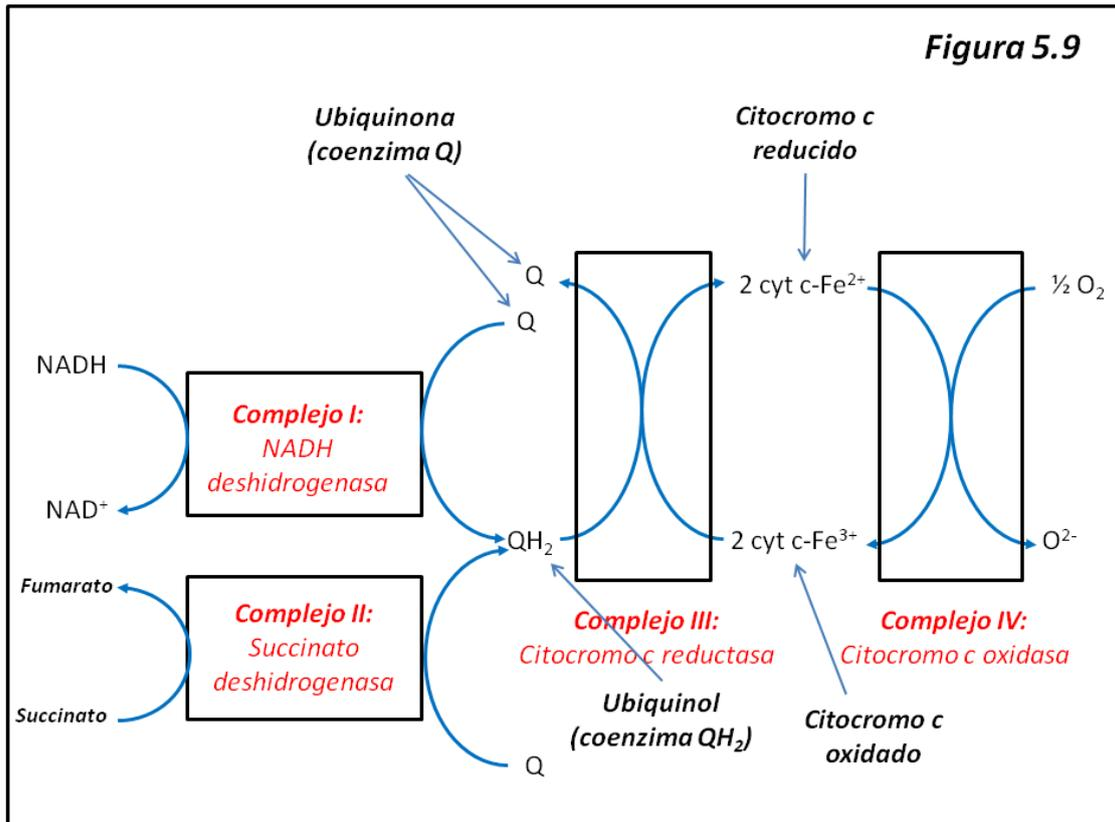 Figura 5.9
Ubiquinona
(coenzima Q)
Citocromo c
reducido
Q
2 cyt c-Fe²⁺
½ O₂
Q
NADH
Complejo I:
NADH
deshidrogenasa
NAD⁺
QH₂
2 cyt c-Fe³⁺
O²⁻
Fumarato
Complejo II:
Succinato
deshidrogenasa
Succinato
Complejo III:
Citocromo c reductasa
Complejo IV:
Citocromo c oxidasa
Ubiquinol
(coenzima QH₂)
Citocromo c
oxidado
Q